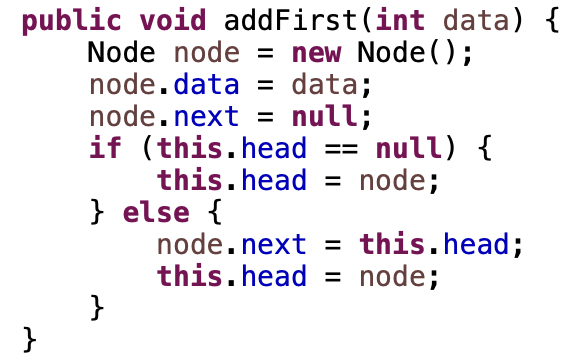 public void addFirst(int data) {
    Node node = new Node();
    node.data = data;
    node.next = null;
    if (this.head == null) {
        this.head = node;
    } else {
        node.next = this.head;
        this.head = node;
    }
}